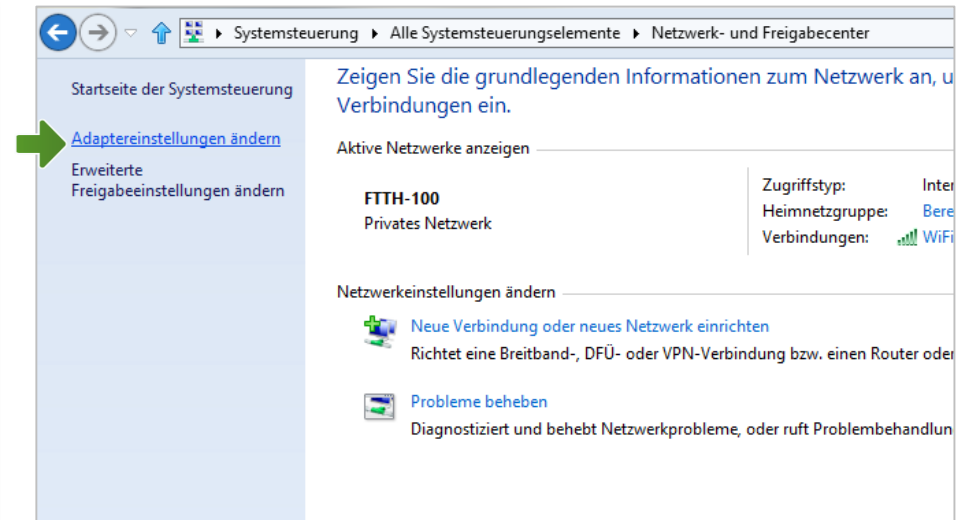 Systemsteuerung ▸ Alle Systemsteuerungselemente ▸ Netzwerk- und Freigabecenter
Startseite der Systemsteuerung
Adaptereinstellungen ändern
Erweiterte
Freigabeeinstellungen ändern
Zeigen Sie die grundlegenden Informationen zum Netzwerk an, u
Verbindungen ein.
Aktive Netzwerke anzeigen
FTTH-100
Privates Netzwerk
Zugriffstyp: Inter
Heimnetzgruppe: Bere
Verbindungen: WiFi
Netzwerkeinstellungen ändern
Neue Verbindung oder neues Netzwerk einrichten
Richtet eine Breitband-, DFÜ- oder VPN-Verbindung bzw. einen Router oder
Probleme beheben
Diagnostiziert und behebt Netzwerkprobleme, oder ruft Problembehandlun